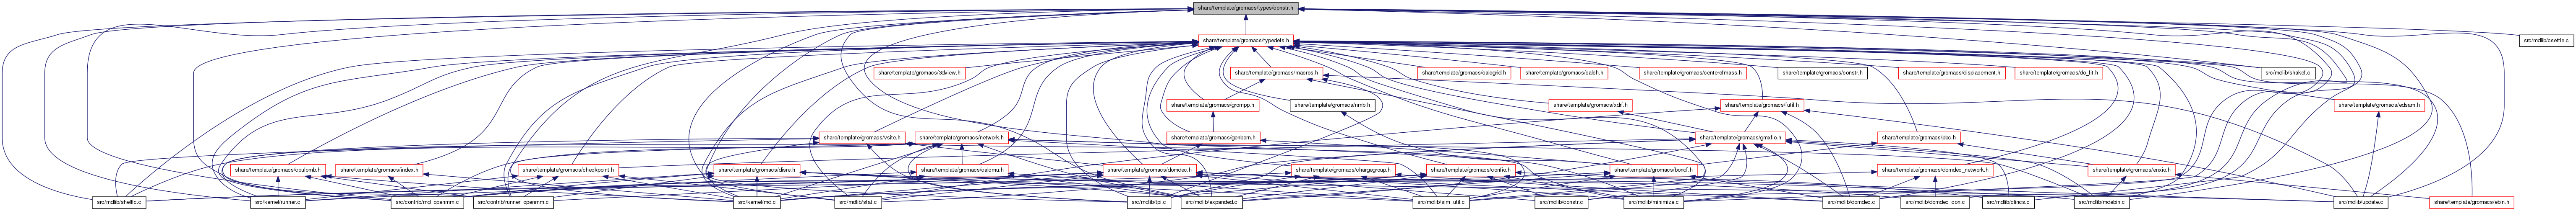 share/template/gromacs/types/constr.h
share/template/gromacs/typedefs.h
src/mdlib/csettle.c
share/template/gromacs/3dview.h
share/template/gromacs/macros.h
share/template/gromacs/calcgrid.h
share/template/gromacs/calch.h
share/template/gromacs/centerofmass.h
share/template/gromacs/constr.h
share/template/gromacs/displacement.h
share/template/gromacs/do_fit.h
src/mdlib/shakef.c
share/template/gromacs/grompp.h
share/template/gromacs/nrnb.h
share/template/gromacs/xdrf.h
share/template/gromacs/futil.h
share/template/gromacs/edsam.h
share/template/gromacs/vsite.h
share/template/gromacs/network.h
share/template/gromacs/genborn.h
share/template/gromacs/gmxfio.h
share/template/gromacs/pbc.h
share/template/gromacs/coulomb.h
share/template/gromacs/index.h
share/template/gromacs/checkpoint.h
share/template/gromacs/disre.h
share/template/gromacs/calcmu.h
share/template/gromacs/domdec.h
share/template/gromacs/chargegroup.h
share/template/gromacs/confio.h
share/template/gromacs/bondf.h
share/template/gromacs/domdec_network.h
share/template/gromacs/enxio.h
src/mdlib/shellfc.c
src/kernel/runner.c
src/contrib/md_openmm.c
src/contrib/runner_openmm.c
src/kernel/md.c
src/mdlib/stat.c
src/mdlib/tpi.c
src/mdlib/expanded.c
src/mdlib/sim_util.c
src/mdlib/constr.c
src/mdlib/minimize.c
src/mdlib/domdec.c
src/mdlib/domdec_con.c
src/mdlib/clincs.c
src/mdlib/mdebin.c
src/mdlib/update.c
share/template/gromacs/ebin.h